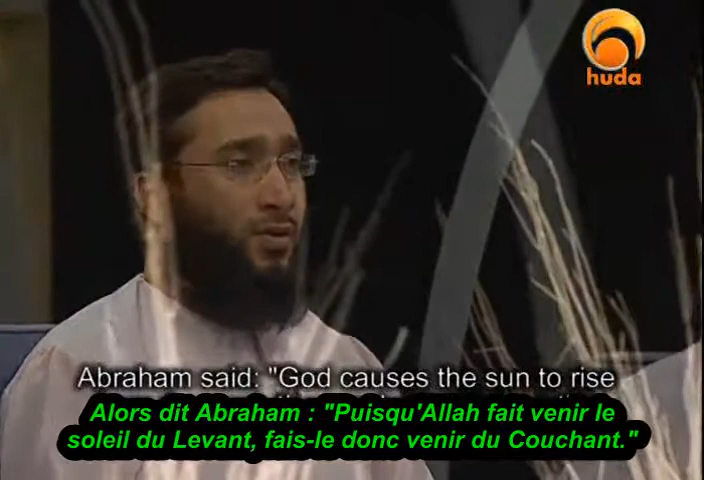 huda
Abraham said: "God causes the sun to rise
Alors dit Abraham : "Puisqu'Allah fait venir le
soleil du Levant, fais-le donc venir du Couchant."